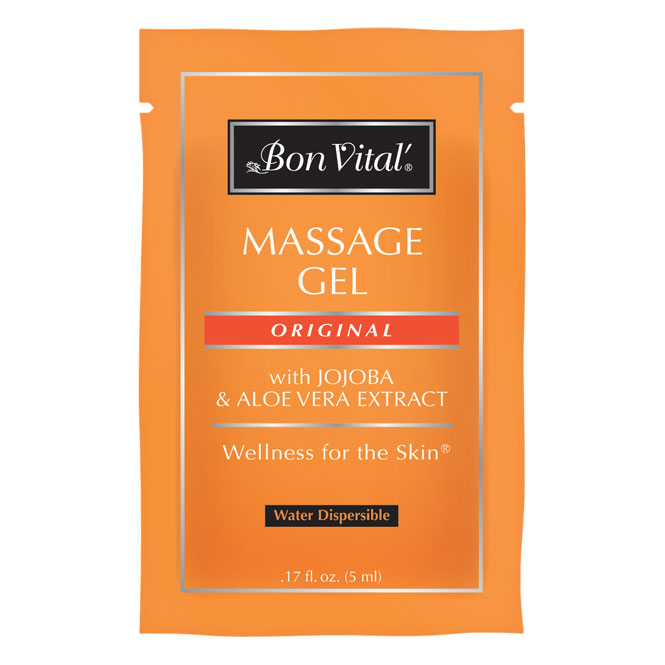 Bon Vital'®
MASSAGE
GEL
ORIGINAL
with JOJOBA
& ALOE VERA EXTRACT
Wellness for the Skin®
Water Dispersible
.17 fl. oz. (5 ml)